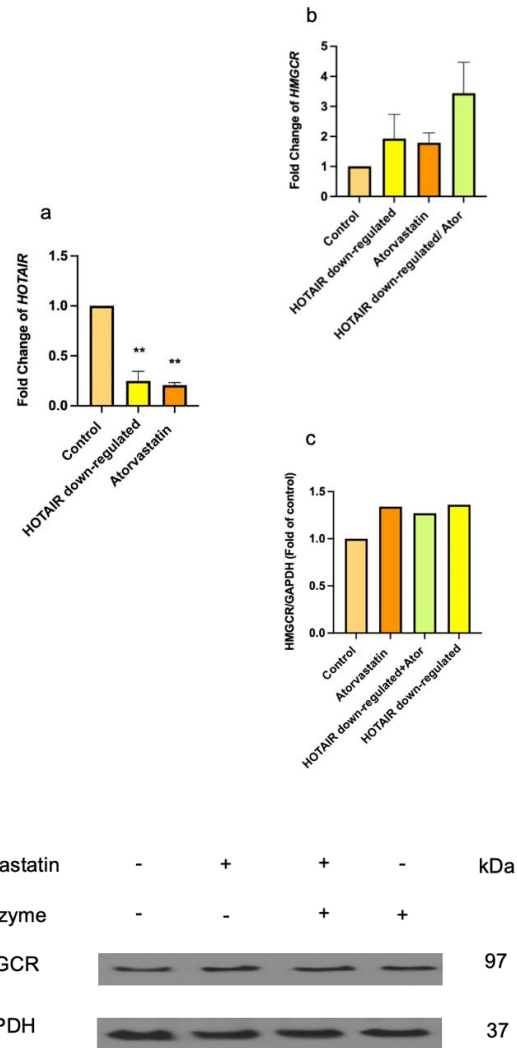 b
Fold Change of HMGCR
5
4
3
2
1
0
Control
HOTAIR down-regulated
Atorvastatin
HOTAIR down-regulated/ Ator
a
Fold Change of HOTAIR
1.5
1.0
0.5
0.0
**
**
Control
HOTAIR down-regulated
Atorvastatin
c
HMGCR/GAPDH (Fold of control)
1.5
1.0
0.5
0.0
Control
Atorvastatin
HOTAIR down-regulated+Ator
HOTAIR down-regulated
astatin - + + - kDa
zyme - - + +
GCR 97
PDH 37